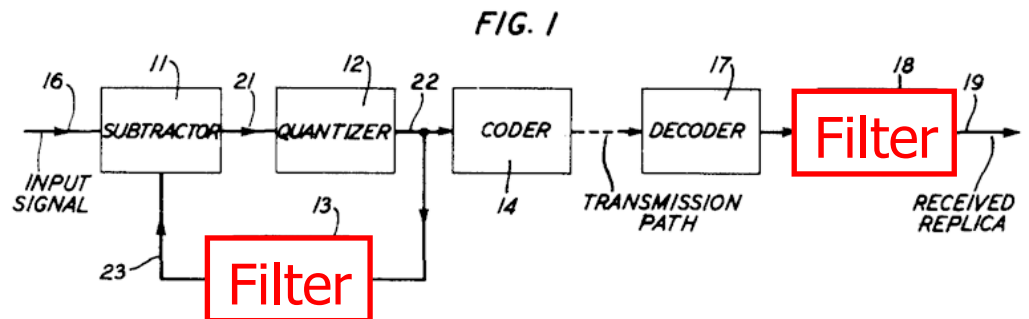 FIG. 1
16
11
21
12
22
17
18
19
SUBTRACTOR
QUANTIZER
CODER
DECODER
Filter
INPUT
SIGNAL
14
TRANSMISSION
PATH
RECEIVED
REPLICA
13
23
Filter